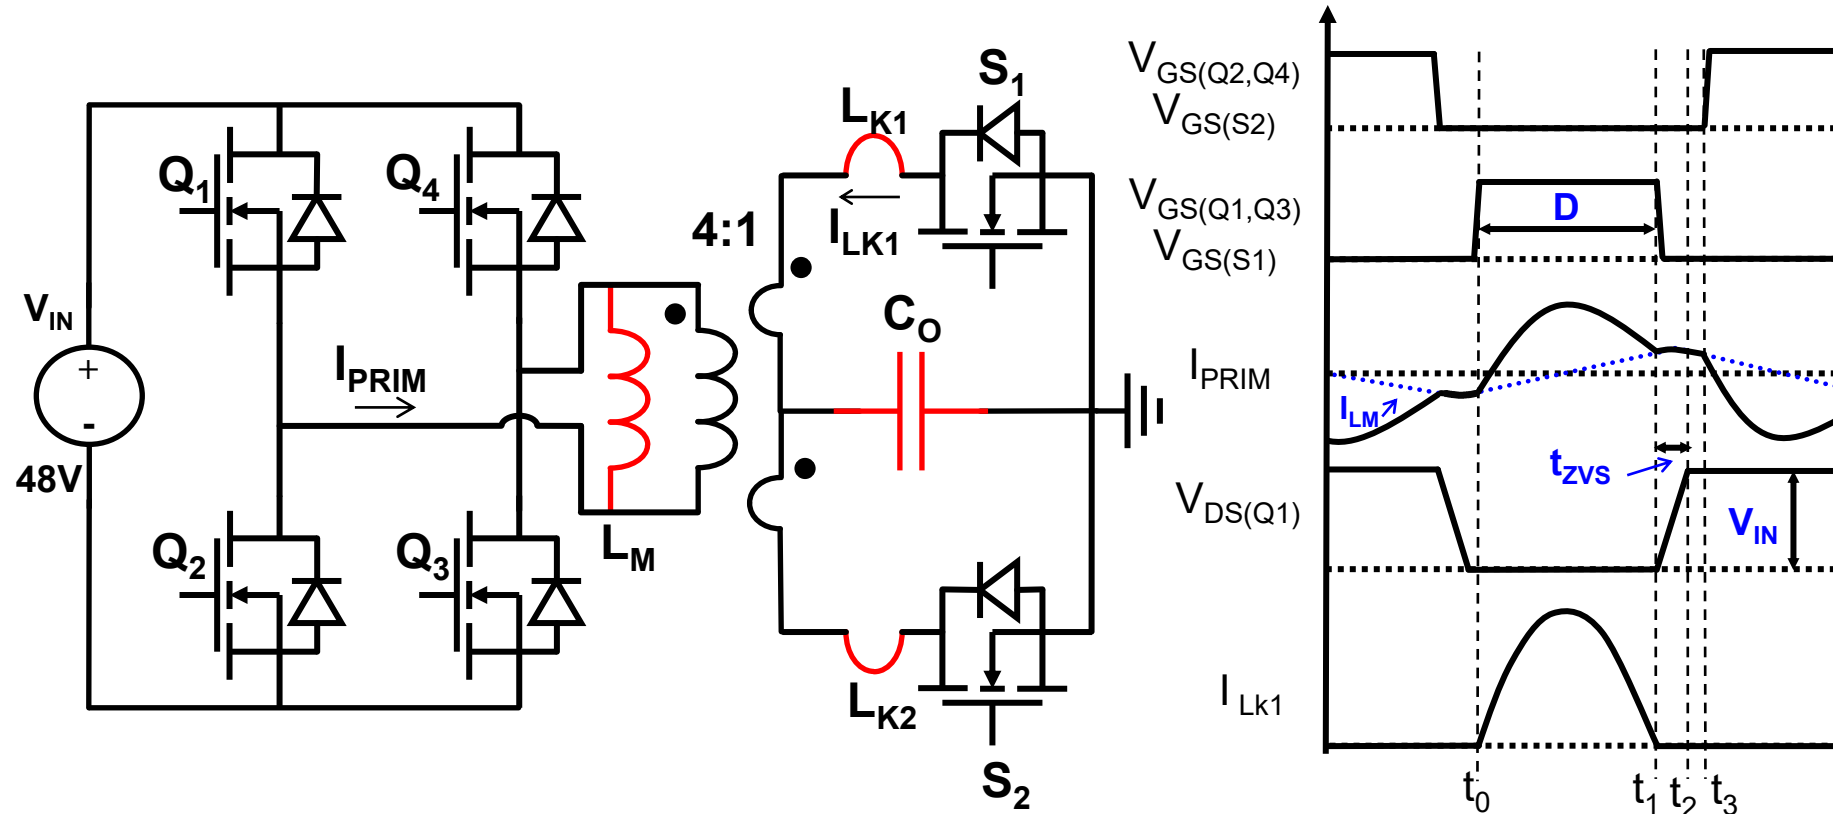 S1
LK1
Q1
Q4
ILK1
4:1
VIN
+
-
48V
IPRIM
CO
Q2
Q3
LM
LK2
S2
VGS(Q2,Q4)
VGS(S2)
VGS(Q1,Q3)
D
VGS(S1)
IPRIM
ILM
tZVS
VDS(Q1)
VIN
I Lk1
t0
t1
t2
t3